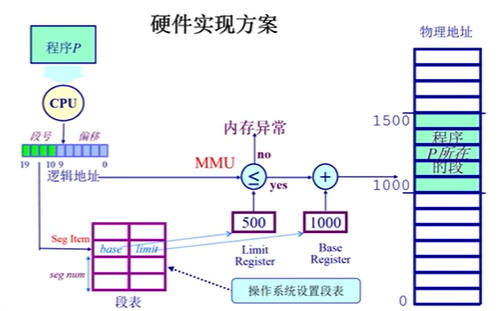 硬件实现方案
物理地址
程序P
CPU
段号 偏移
19 10 9 0
逻辑地址
MMU
内存异常
no
≤
yes
+
1500
程序
P所在
的段
1000
0
500
1000
Limit
Register
Base
Register
Seg Item
base limit
seg num
段表
操作系统设置段表